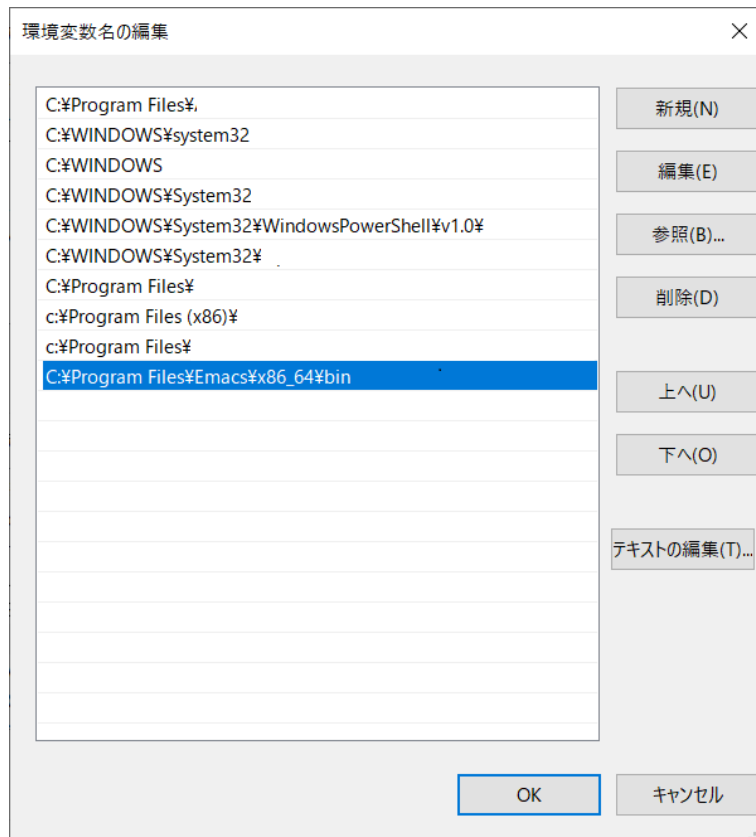 環境変数名の編集
C:¥Program Files¥
C:¥WINDOWS¥system32
C:¥WINDOWS
C:¥WINDOWS¥System32
C:¥WINDOWS¥System32¥WindowsPowerShell¥v1.0¥
C:¥WINDOWS¥System32¥
C:¥Program Files¥
c:¥Program Files (x86)¥
c:¥Program Files¥
C:¥Program Files¥Emacs¥x86_64¥bin
新規(N)
編集(E)
参照(B)...
削除(D)
上へ(U)
下へ(O)
テキストの編集(T)...
OK
キャンセル